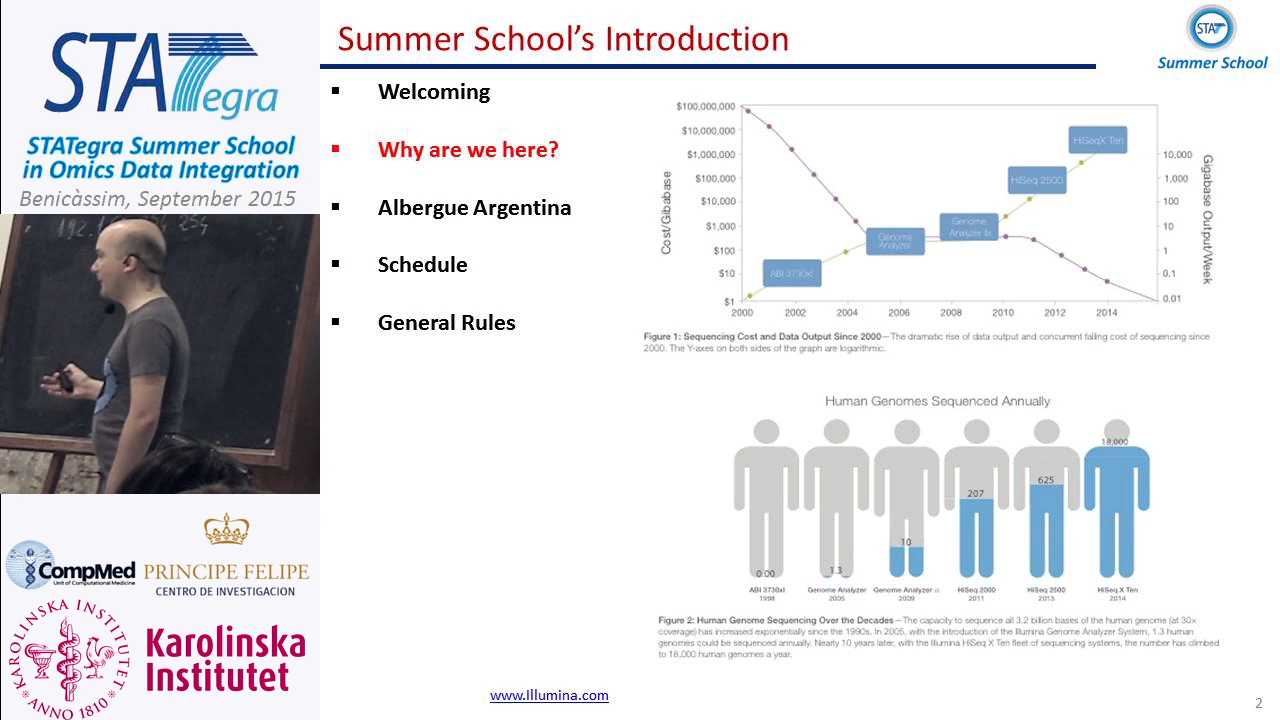 STATegra
STATegra Summer School
in Omics Data Integration
Benicàssim, September 2015
CompMed
Unit of Computational Medicine
PRINCIPE FELIPE
CENTRO DE INVESTIGACION
KAROLINSKA INSTITUTET
ANNO 1810
Karolinska
Institutet
Summer School's Introduction
STAT
Summer School
▪ Welcoming
▪ Why are we here?
▪ Albergue Argentina
▪ Schedule
▪ General Rules
Cost/Gibabase
$100,000,000
$10,000,000
$1,000,000
$100,000
$10,000
$1,000
$100
$10
$1
2000 2002 2004 2006 2008 2010 2012 2014
ABI 3730xl
Genome
Analyzer
Genome
Analyzer IIx
HiSeq 2500
HiSeqX Ten
10,000
1,000
100
10
1
0.1
0.01
Gigabase Output/Week
Figure 1: Sequencing Cost and Data Output Since 2000—The dramatic rise of data output and concurrent falling cost of sequencing since
2000. The Y-axes on both sides of the graph are logarithmic.
Human Genomes Sequenced Annually
0.00 1.3 10 207 625 18,000
ABI 3730xl Genome Analyzer Genome Analyzer IIx HiSeq 2000 HiSeq 2500 HiSeq X Ten
1998 2005 2009 2011 2013 2014
Figure 2: Human Genome Sequencing Over the Decades—The capacity to sequence all 3.2 billion bases of the human genome (at 30×
coverage) has increased exponentially since the 1990s. In 2005, with the introduction of the Illumina Genome Analyzer System, 1.3 human
genomes could be sequenced annually. Nearly 10 years later, with the Illumina HiSeq X Ten fleet of sequencing systems, the number has climbed
to 18,000 human genomes a year.
www.Illumina.com
2